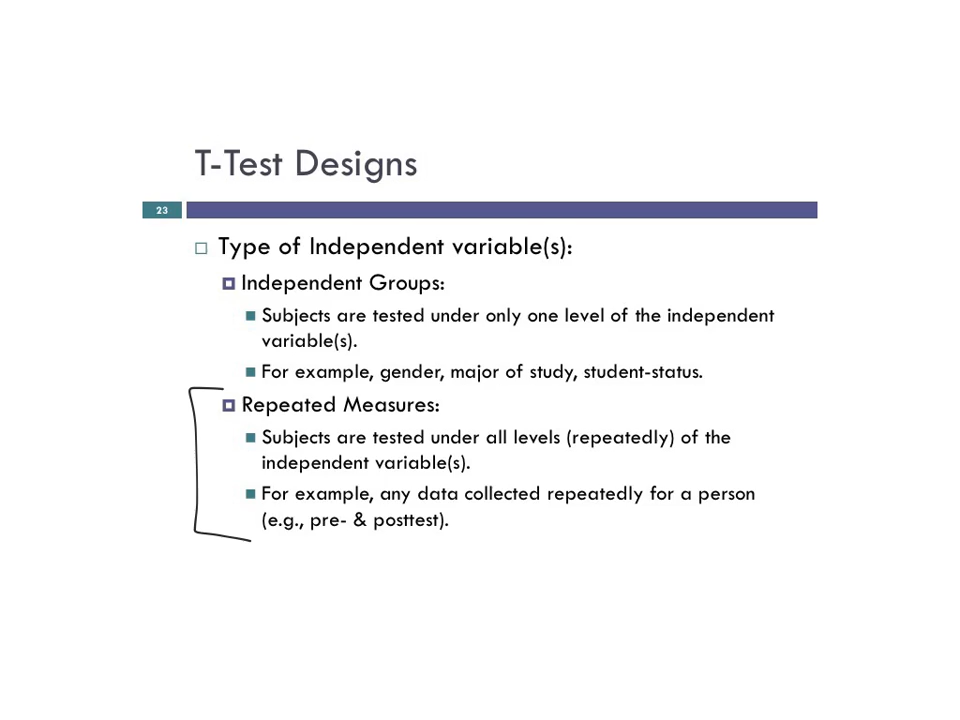 T-Test Designs
23
Type of Independent variable(s):
Independent Groups:
Subjects are tested under only one level of the independent
variable(s).
For example, gender, major of study, student-status.
Repeated Measures:
Subjects are tested under all levels (repeatedly) of the
independent variable(s).
For example, any data collected repeatedly for a person
(e.g., pre- & posttest).